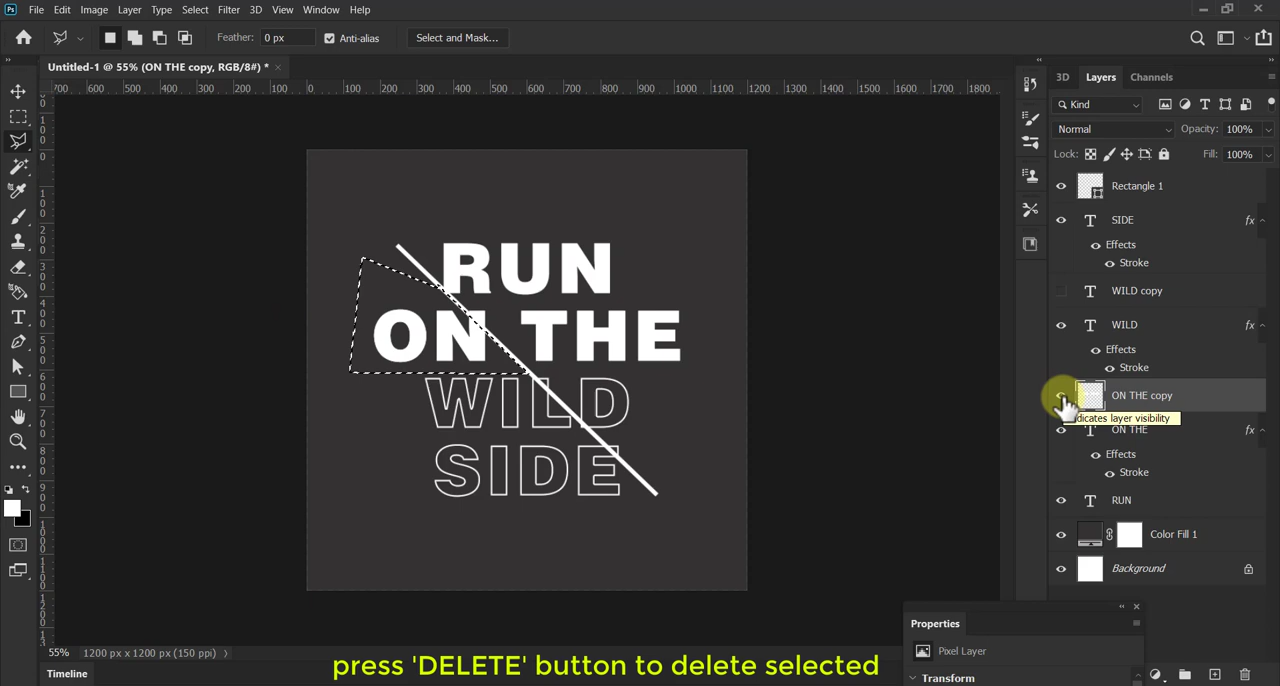 Ps File Edit Image Layer Type Select Filter 3D View Window Help
Feather: 0 px Anti-alias Select and Mask...
Untitled-1 @ 55% (ON THE copy, RGB/8#) *
3D Layers Channels
Kind
Normal Opacity: 100%
Lock: Fill: 100%
Rectangle 1
SIDE fx
Effects
Stroke
WILD copy
WILD fx
Effects
Stroke
ON THE copy
dicates layer visibility
ON THE fx
Effects
Stroke
RUN
Color Fill 1
Background
RUN
ON THE
WILD
SIDE
Properties
Pixel Layer
Transform
55% 1200 px x 1200 px (150 ppi)
Timeline
press 'DELETE' button to delete selected